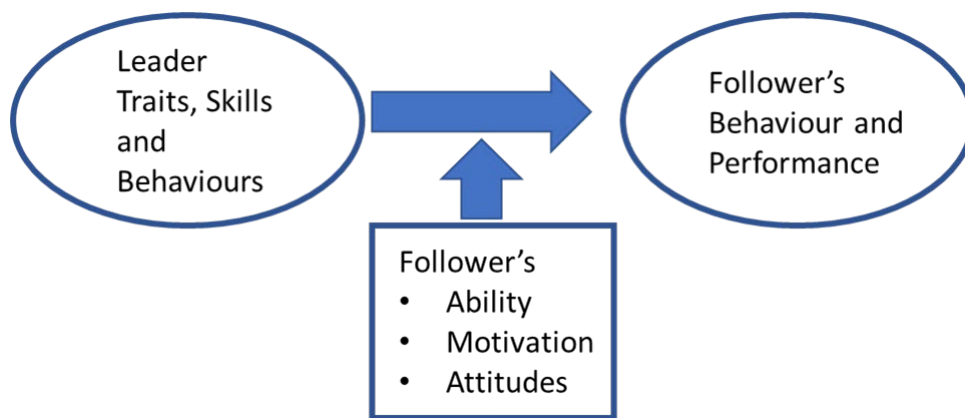 Leader
Traits, Skills
and
Behaviours
Follower’s
Behaviour and
Performance
Follower’s
• Ability
• Motivation
• Attitudes